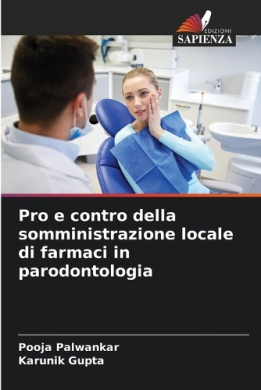 EDIZIONI
SAPIENZA
Pro e contro della
somministrazione locale
di farmaci in
parodontologia
Pooja Palwankar
Karunik Gupta